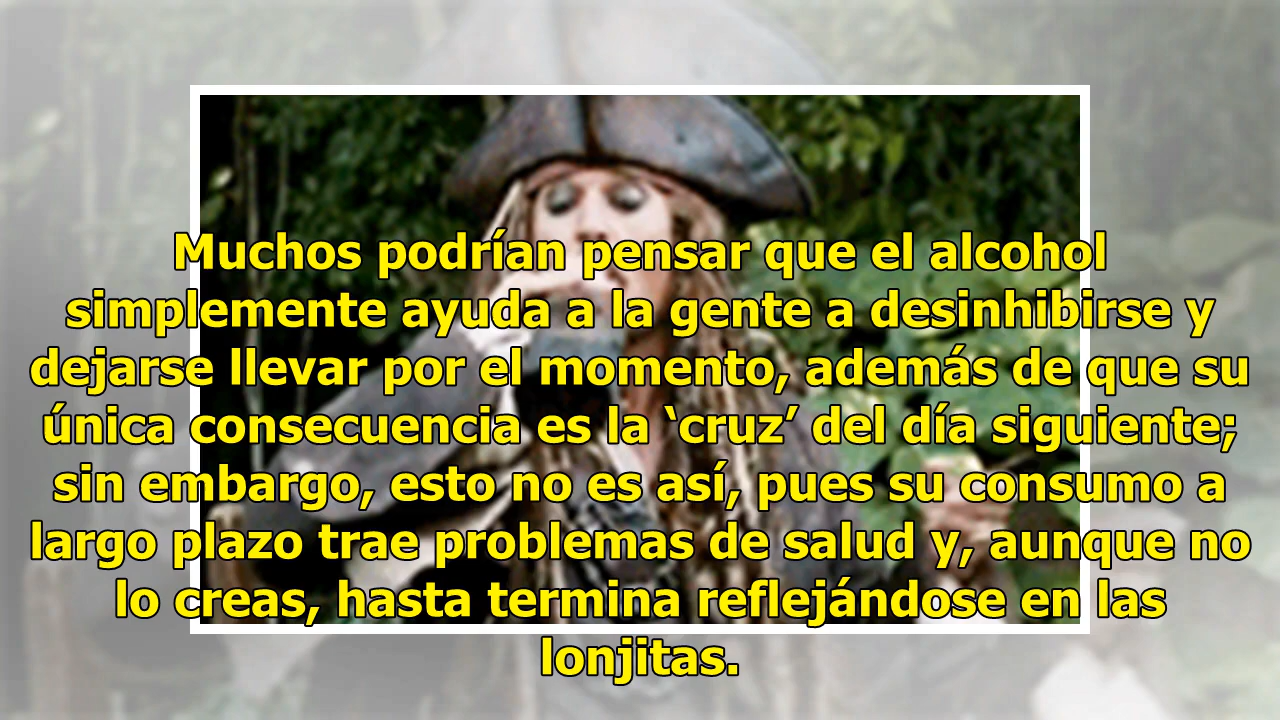 Muchos podrían pensar que el alcohol
simplemente ayuda a la gente a desinhibirse y
dejarse llevar por el momento, además de que su
única consecuencia es la ‘cruz’ del día siguiente;
sin embargo, esto no es así, pues su consumo a
largo plazo trae problemas de salud y, aunque no
lo creas, hasta termina reflejándose en las
lonjitas.